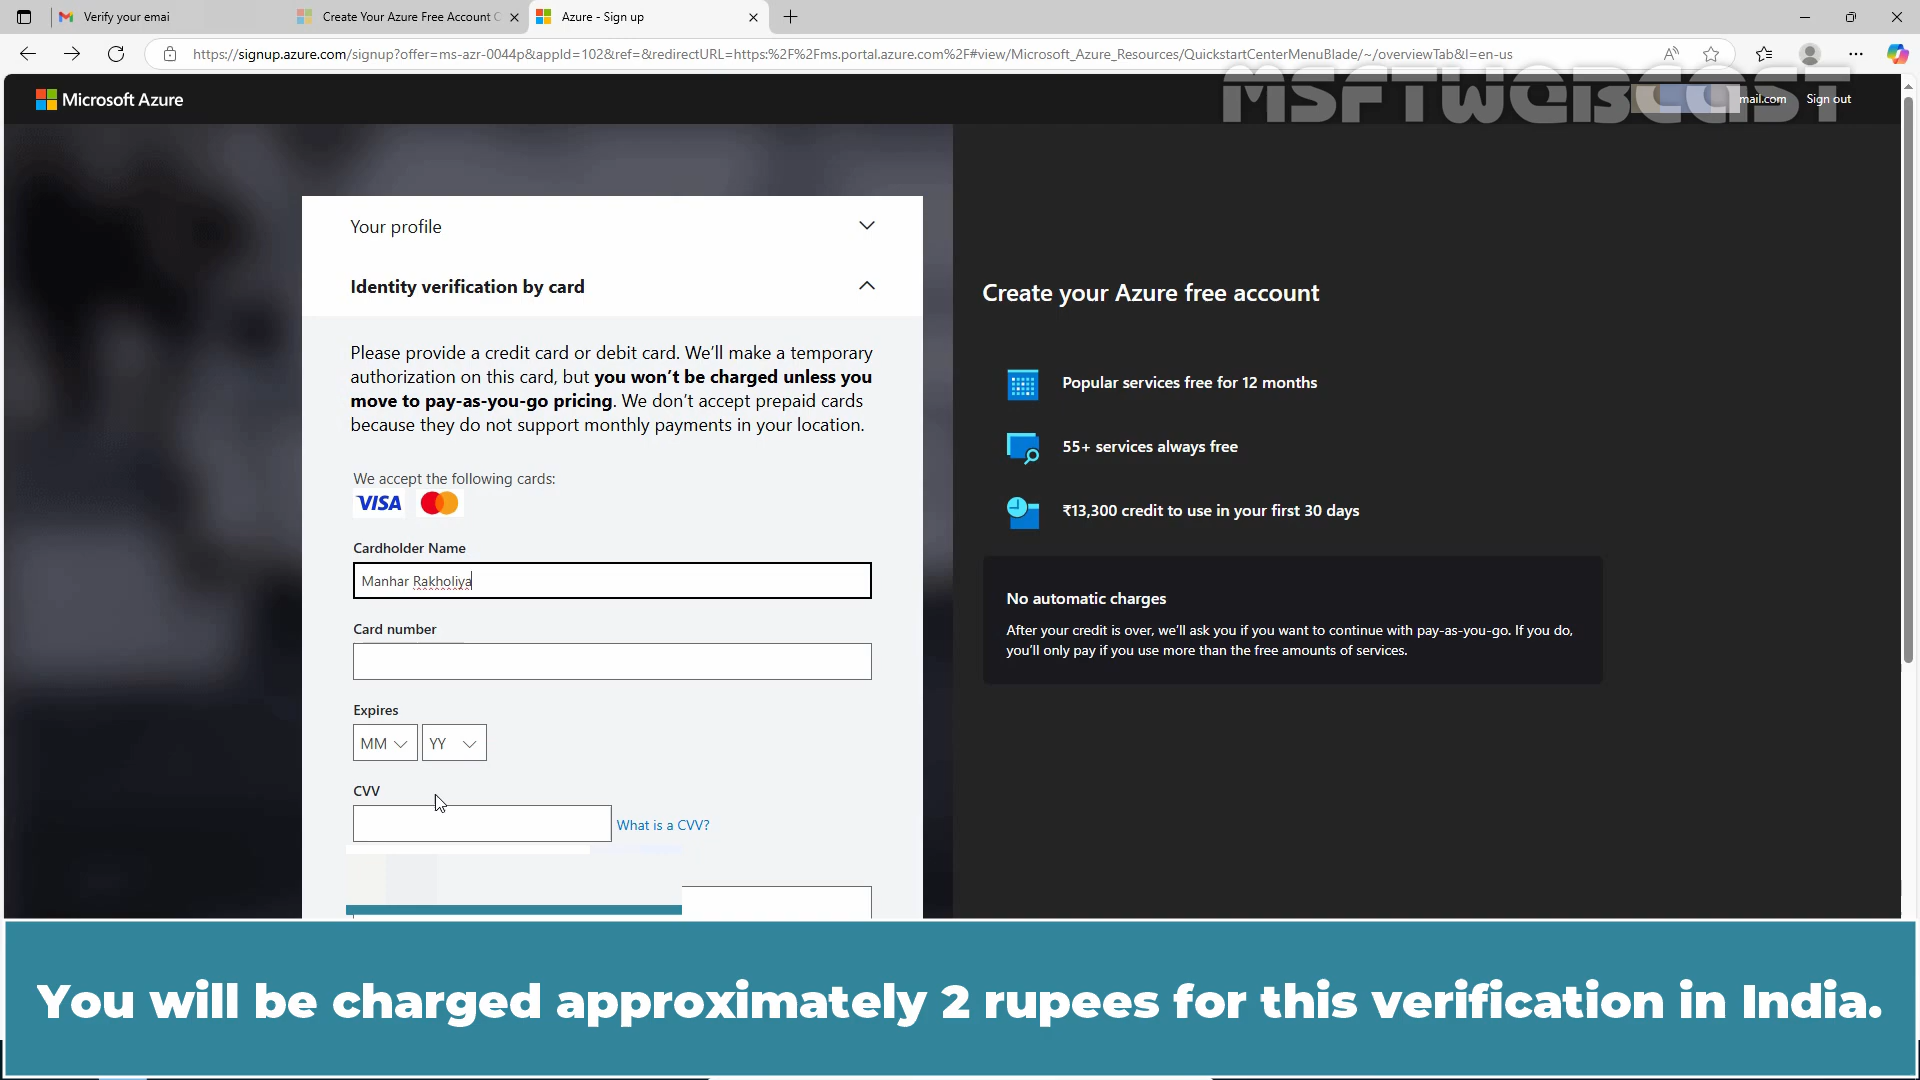 Verify your emai
Create Your Azure Free Account
Azure - Sign up
https://signup.azure.com/signup?offer=ms-azr-0044p&appId=102&ref=&redirectURL=https:%2F%2Fms.portal.azure.com%2F#view/Microsoft_Azure_Resources/QuickstartCenterMenuBlade/~/overviewTab&l=en-us
MSFTWEBCAST
Microsoft Azure
mail.com
Sign out
Your profile
Identity verification by card
Please provide a credit card or debit card. We'll make a temporary
authorization on this card, but you won't be charged unless you
move to pay-as-you-go pricing. We don't accept prepaid cards
because they do not support monthly payments in your location.
We accept the following cards:
VISA
Cardholder Name
Manhar Rakholiya
Card number
Expires
MM
YY
CVV
What is a CVV?
Create your Azure free account
Popular services free for 12 months
55+ services always free
₹13,300 credit to use in your first 30 days
No automatic charges
After your credit is over, we'll ask you if you want to continue with pay-as-you-go. If you do,
you'll only pay if you use more than the free amounts of services.
You will be charged approximately 2 rupees for this verification in India.